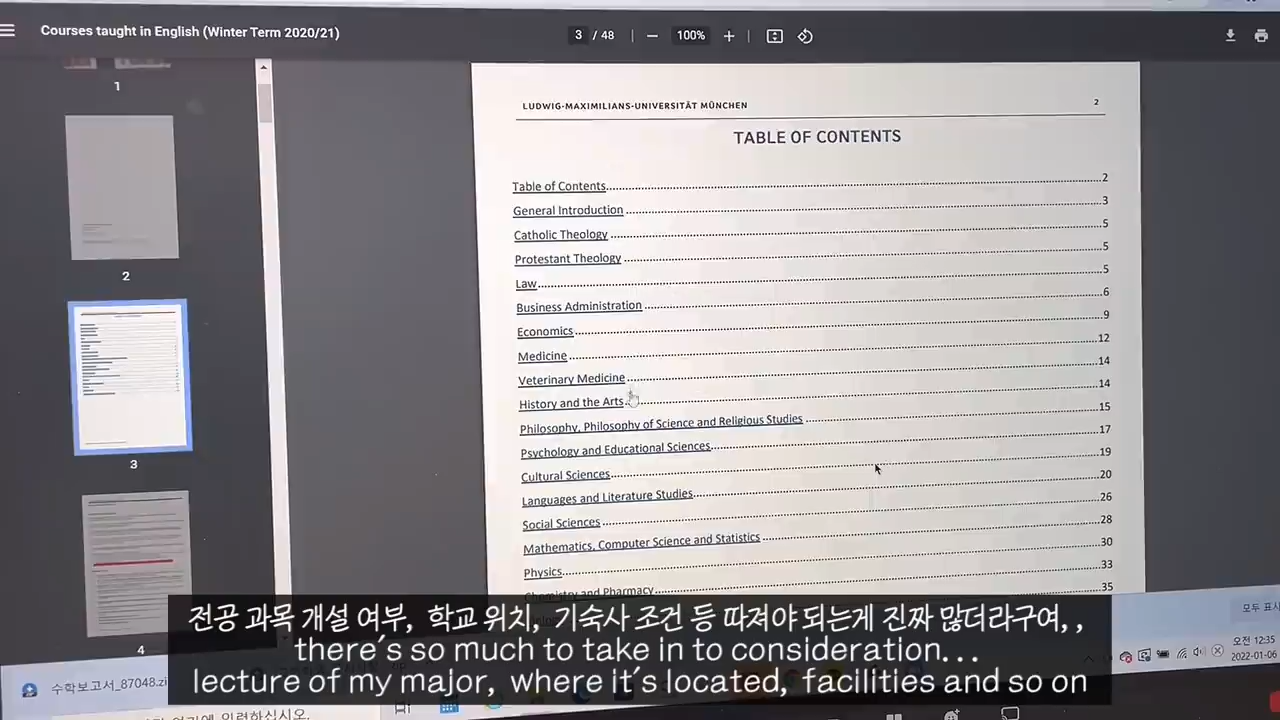 Courses taught in English (Winter Term 2020/21)
3 / 48
100%
1
2
3
4
LUDWIG-MAXIMILIANS-UNIVERSITÄT MÜNCHEN 2
TABLE OF CONTENTS
Table of Contents 2
General Introduction 3
Catholic Theology 5
Protestant Theology 5
Law 5
Business Administration 6
Economics 9
Medicine 12
Veterinary Medicine 14
History and the Arts 14
Philosophy, Philosophy of Science and Religious Studies 15
Psychology and Educational Sciences 17
Cultural Sciences 19
Languages and Literature Studies 20
Social Sciences 26
Mathematics, Computer Science and Statistics 28
Physics 30
Chemistry and Pharmacy 33
35
전공 과목 개설 여부, 학교 위치, 기숙사 조건 등 따져야 되는게 진짜 많더라구여, ,
there's so much to take in to consideration...
lecture of my major, where it's located, facilities and so on
수학보고서_87048.zi
모두 표시
오전 12:35
2022-01-06